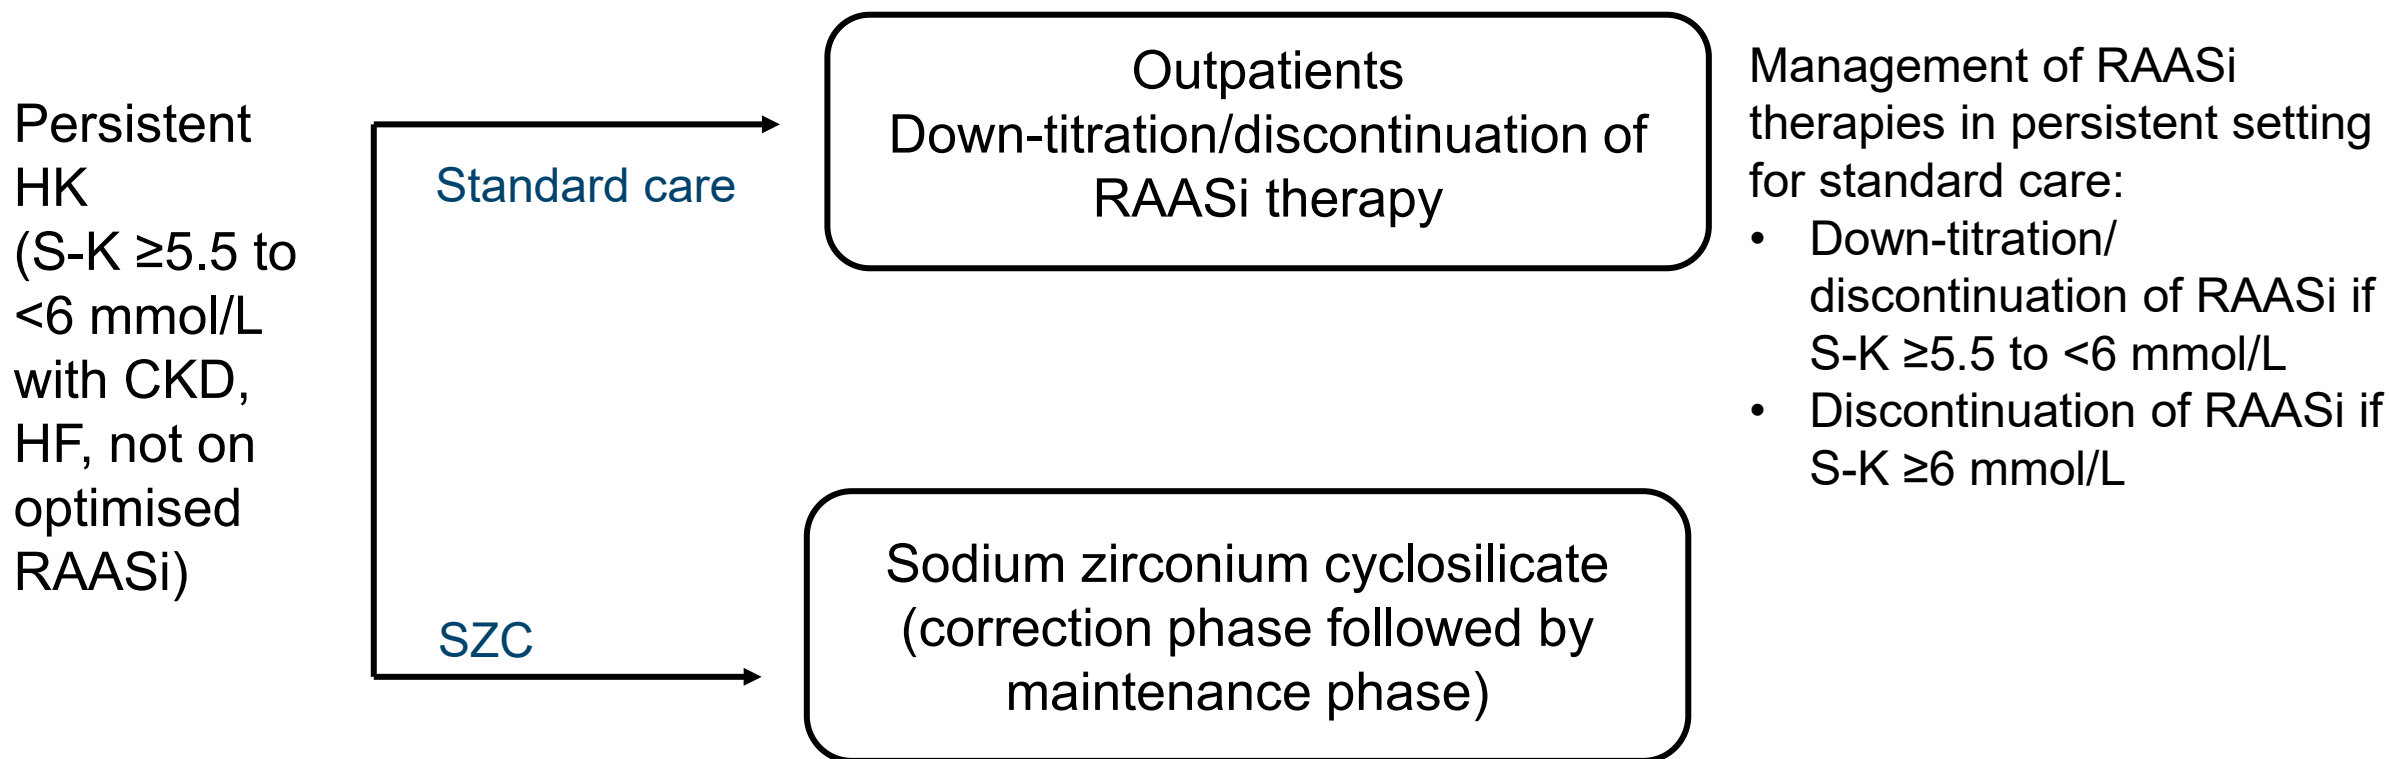 Persistent
HK
(S-K ≥5.5 to
<6 mmol/L
with CKD,
HF, not on
optimised
RAASi)
Standard care
Outpatients
Down-titration/discontinuation of
RAASi therapy
Management of RAASi
therapies in persistent setting
for standard care:
• Down-titration/
discontinuation of RAASi if
S-K ≥5.5 to <6 mmol/L
• Discontinuation of RAASi if
S-K ≥6 mmol/L
SZC
Sodium zirconium cyclosilicate
(correction phase followed by
maintenance phase)